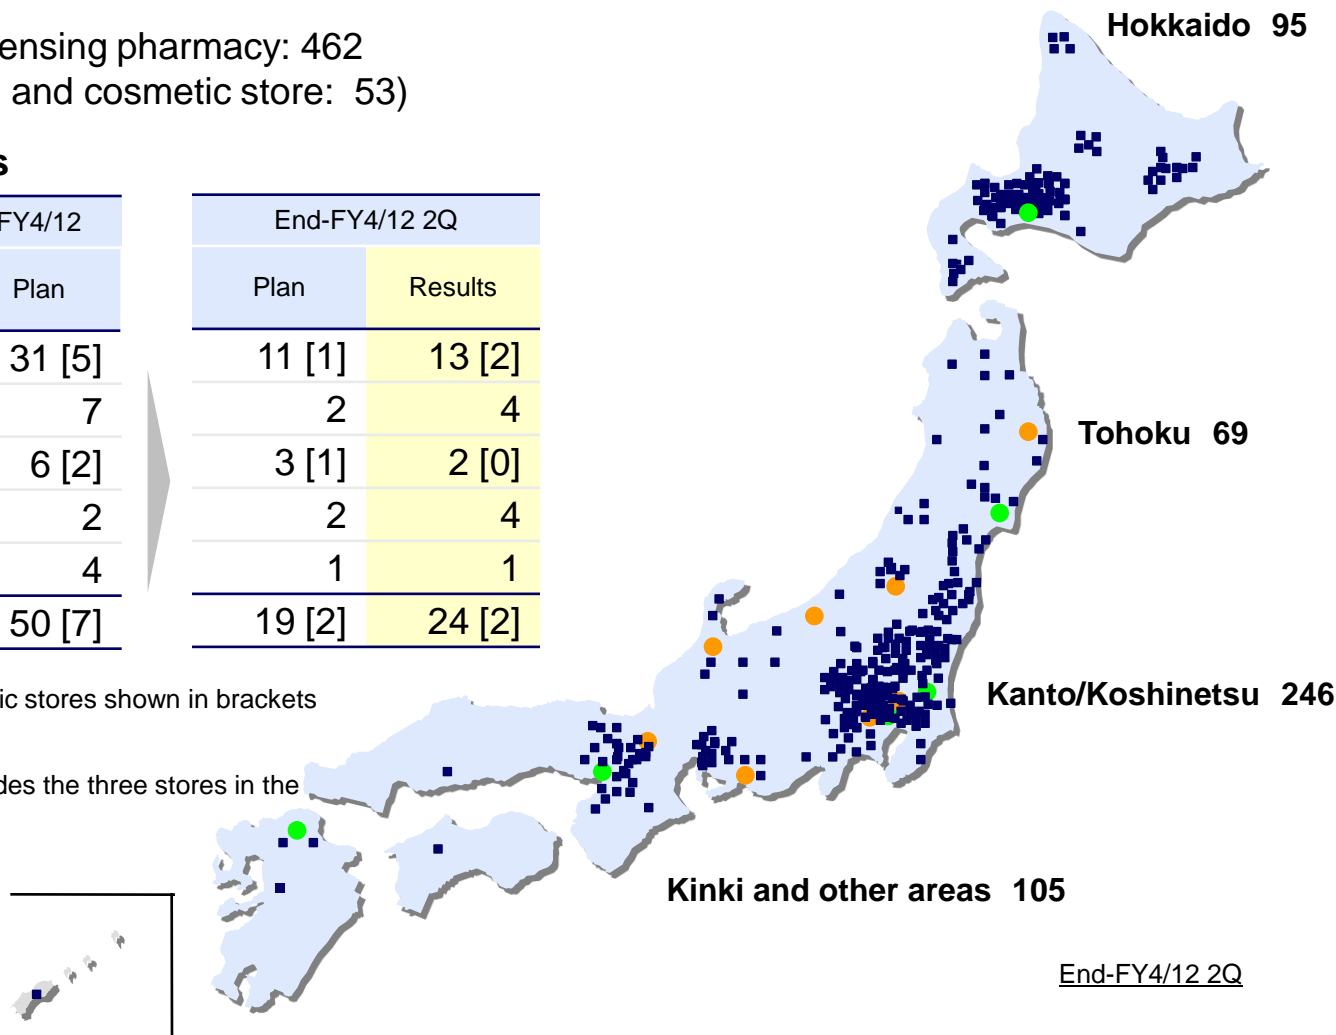 ensing pharmacy: 462
and cosmetic store: 53)
s
FY4/12
Plan
31 [5]
7
6 [2]
2
4
50 [7]
End-FY4/12 2Q
Plan Results
11 [1] 13 [2]
2 4
3 [1] 2 [0]
2 4
1 1
19 [2] 24 [2]
ic stores shown in brackets
des the three stores in the
Hokkaido 95
Tohoku 69
Kanto/Koshinetsu 246
Kinki and other areas 105
End-FY4/12 2Q